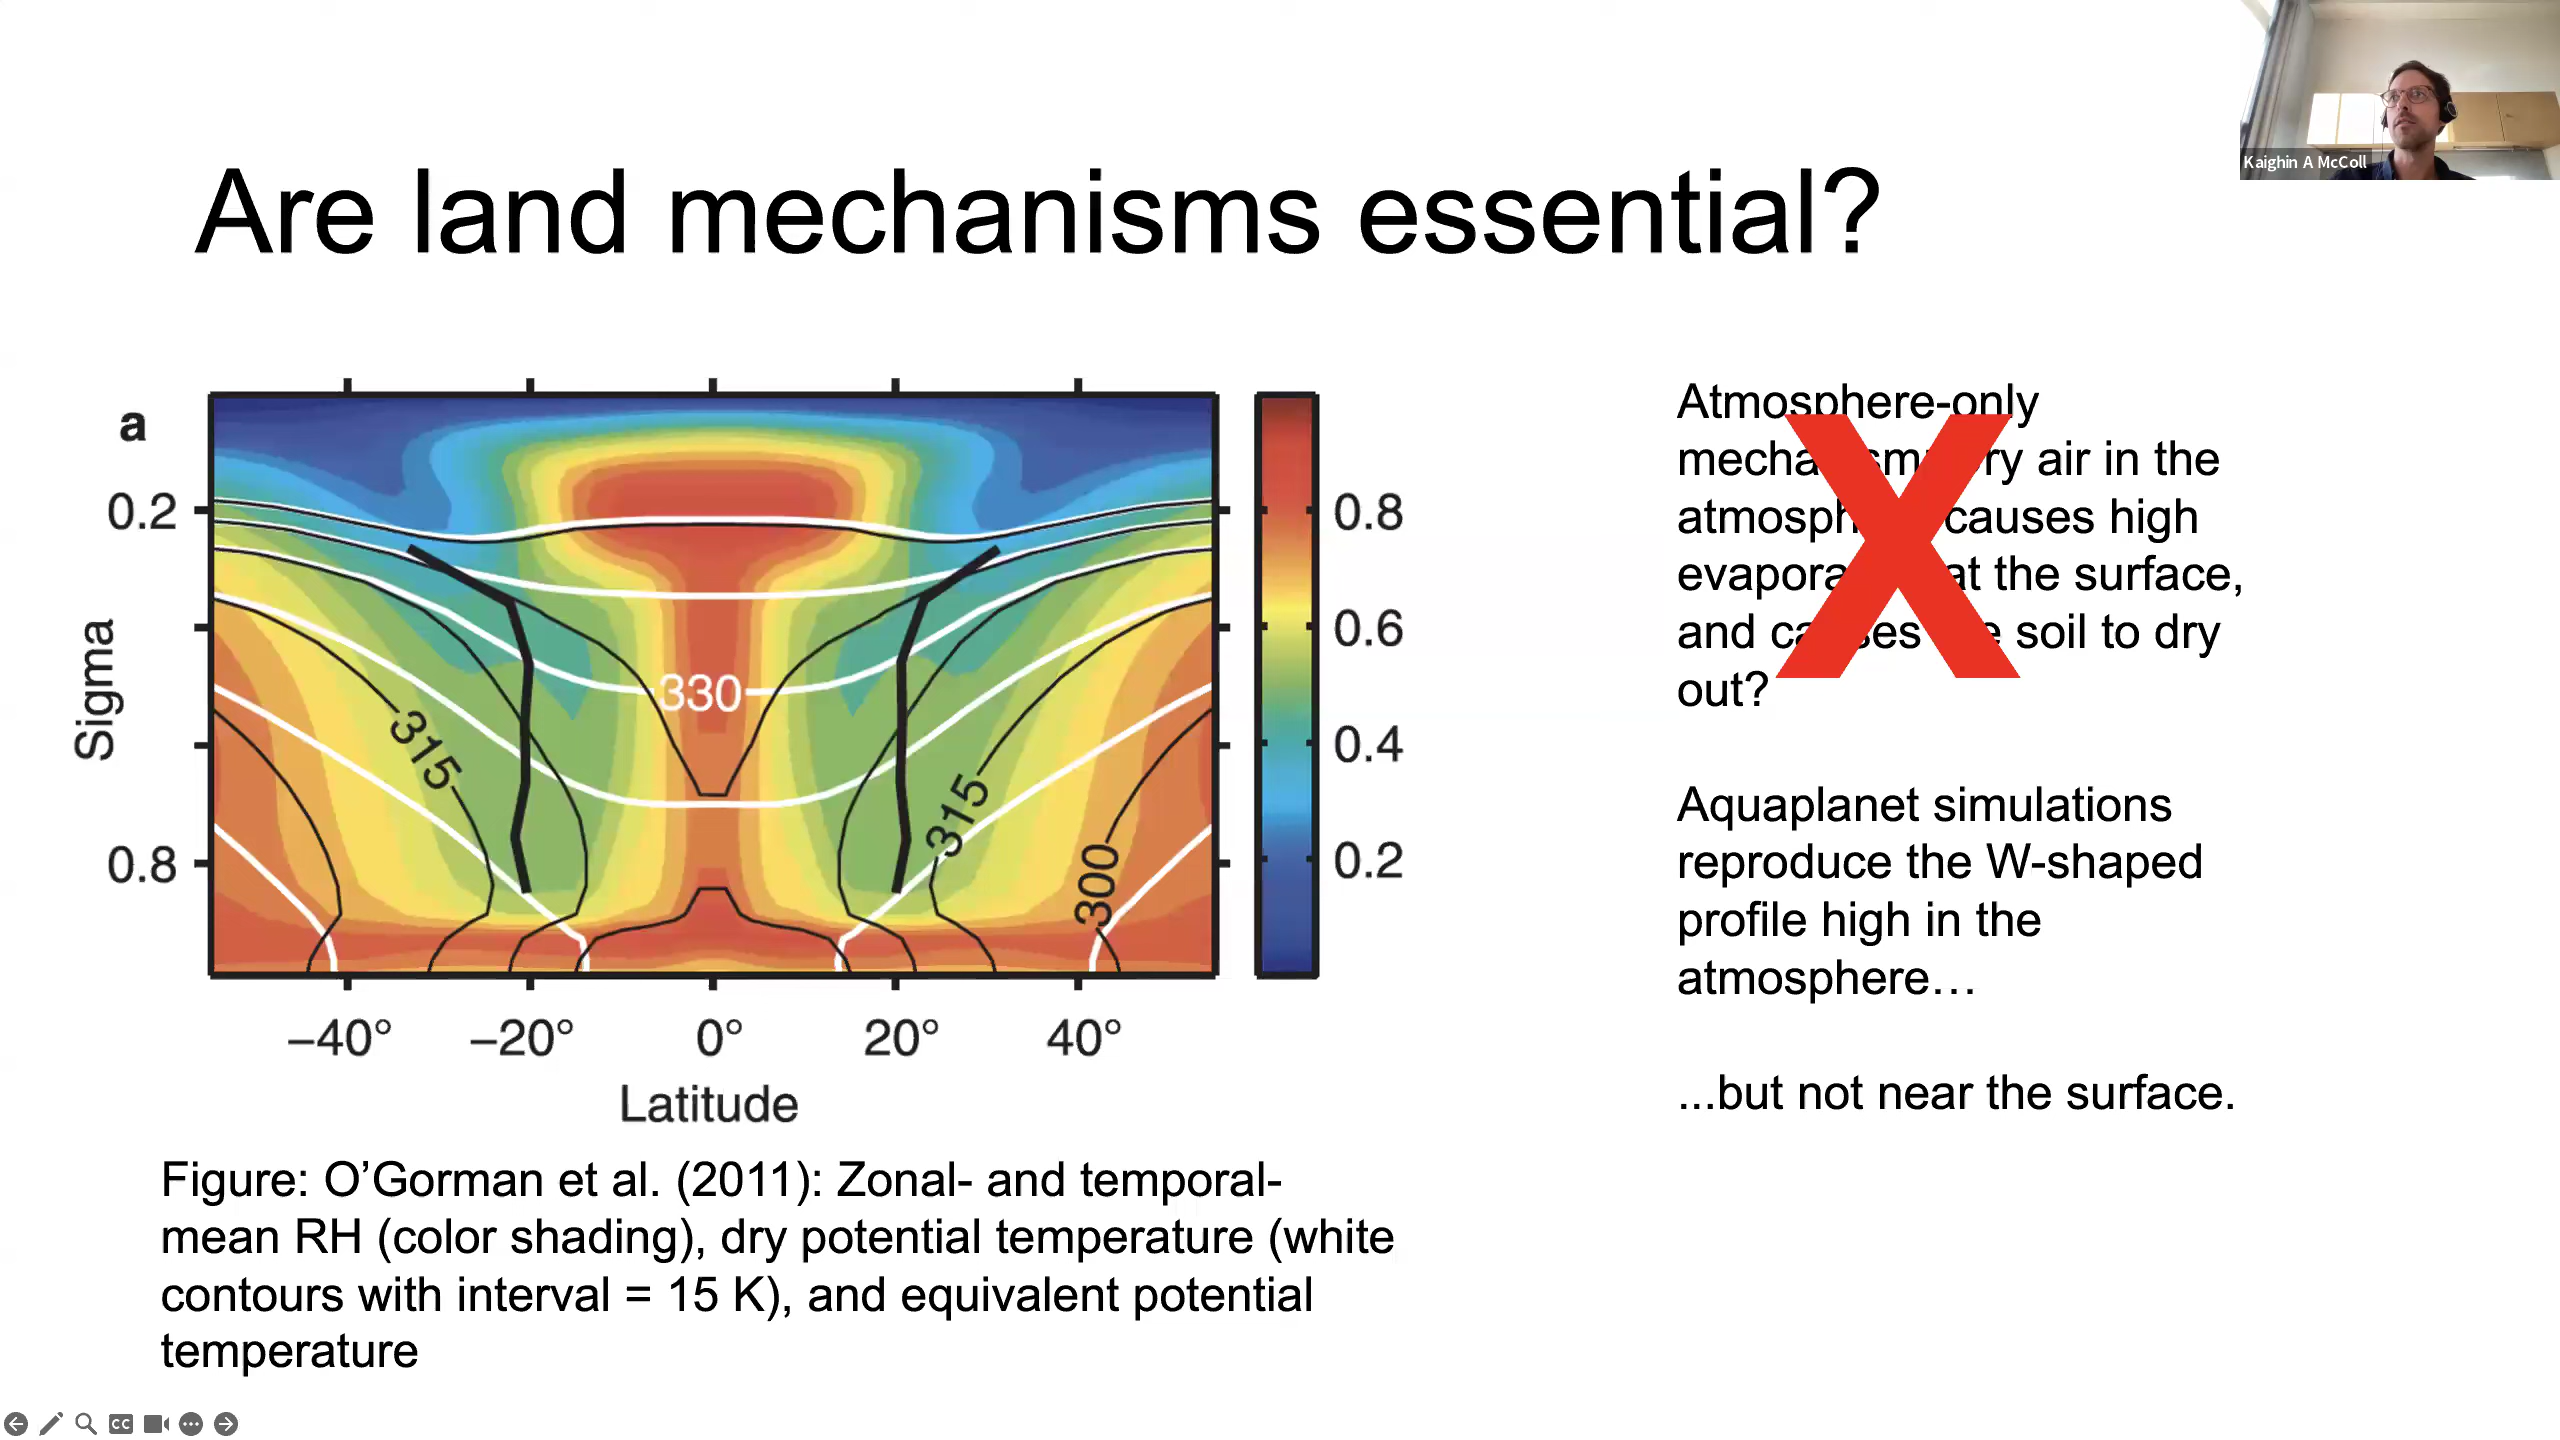 Kaighin A McColl
Are land mechanisms essential?
a
0.2
0.8
Sigma
330
315
315
300
0.8
0.6
0.4
0.2
−40°
−20°
0°
20°
40°
Latitude
Figure: O’Gorman et al. (2011): Zonal- and temporal-
mean RH (color shading), dry potential temperature (white
contours with interval = 15 K), and equivalent potential
temperature
Atmosphere-only
air in the
causes high
at the surface,
and soil to dry
out?
X
Aquaplanet simulations
reproduce the W-shaped
profile high in the
atmosphere…
...but not near the surface.
CC